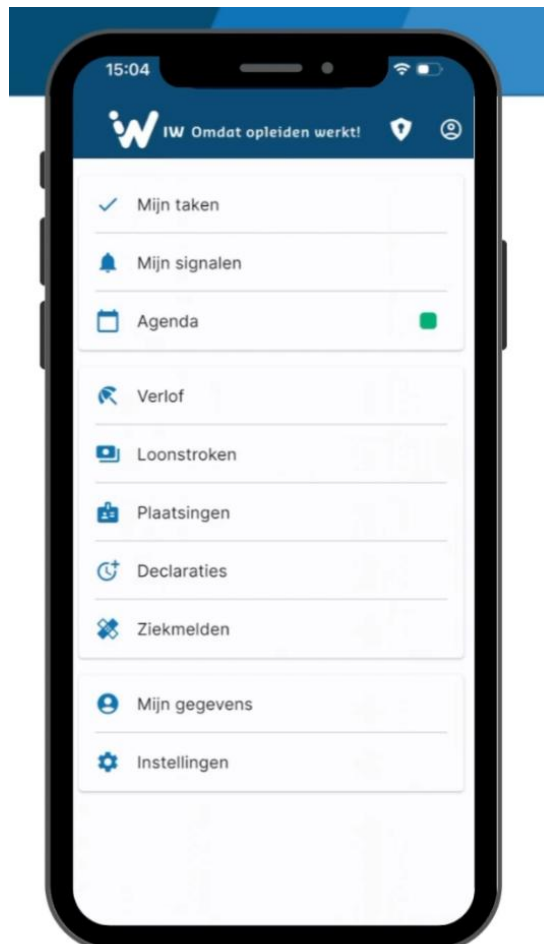 15:04
IW Omdat opleiden werkt!
Mijn taken
Mijn signalen
Agenda
Verlof
Loonstroken
Plaatsingen
Declaraties
Ziekmelden
Mijn gegevens
Instellingen